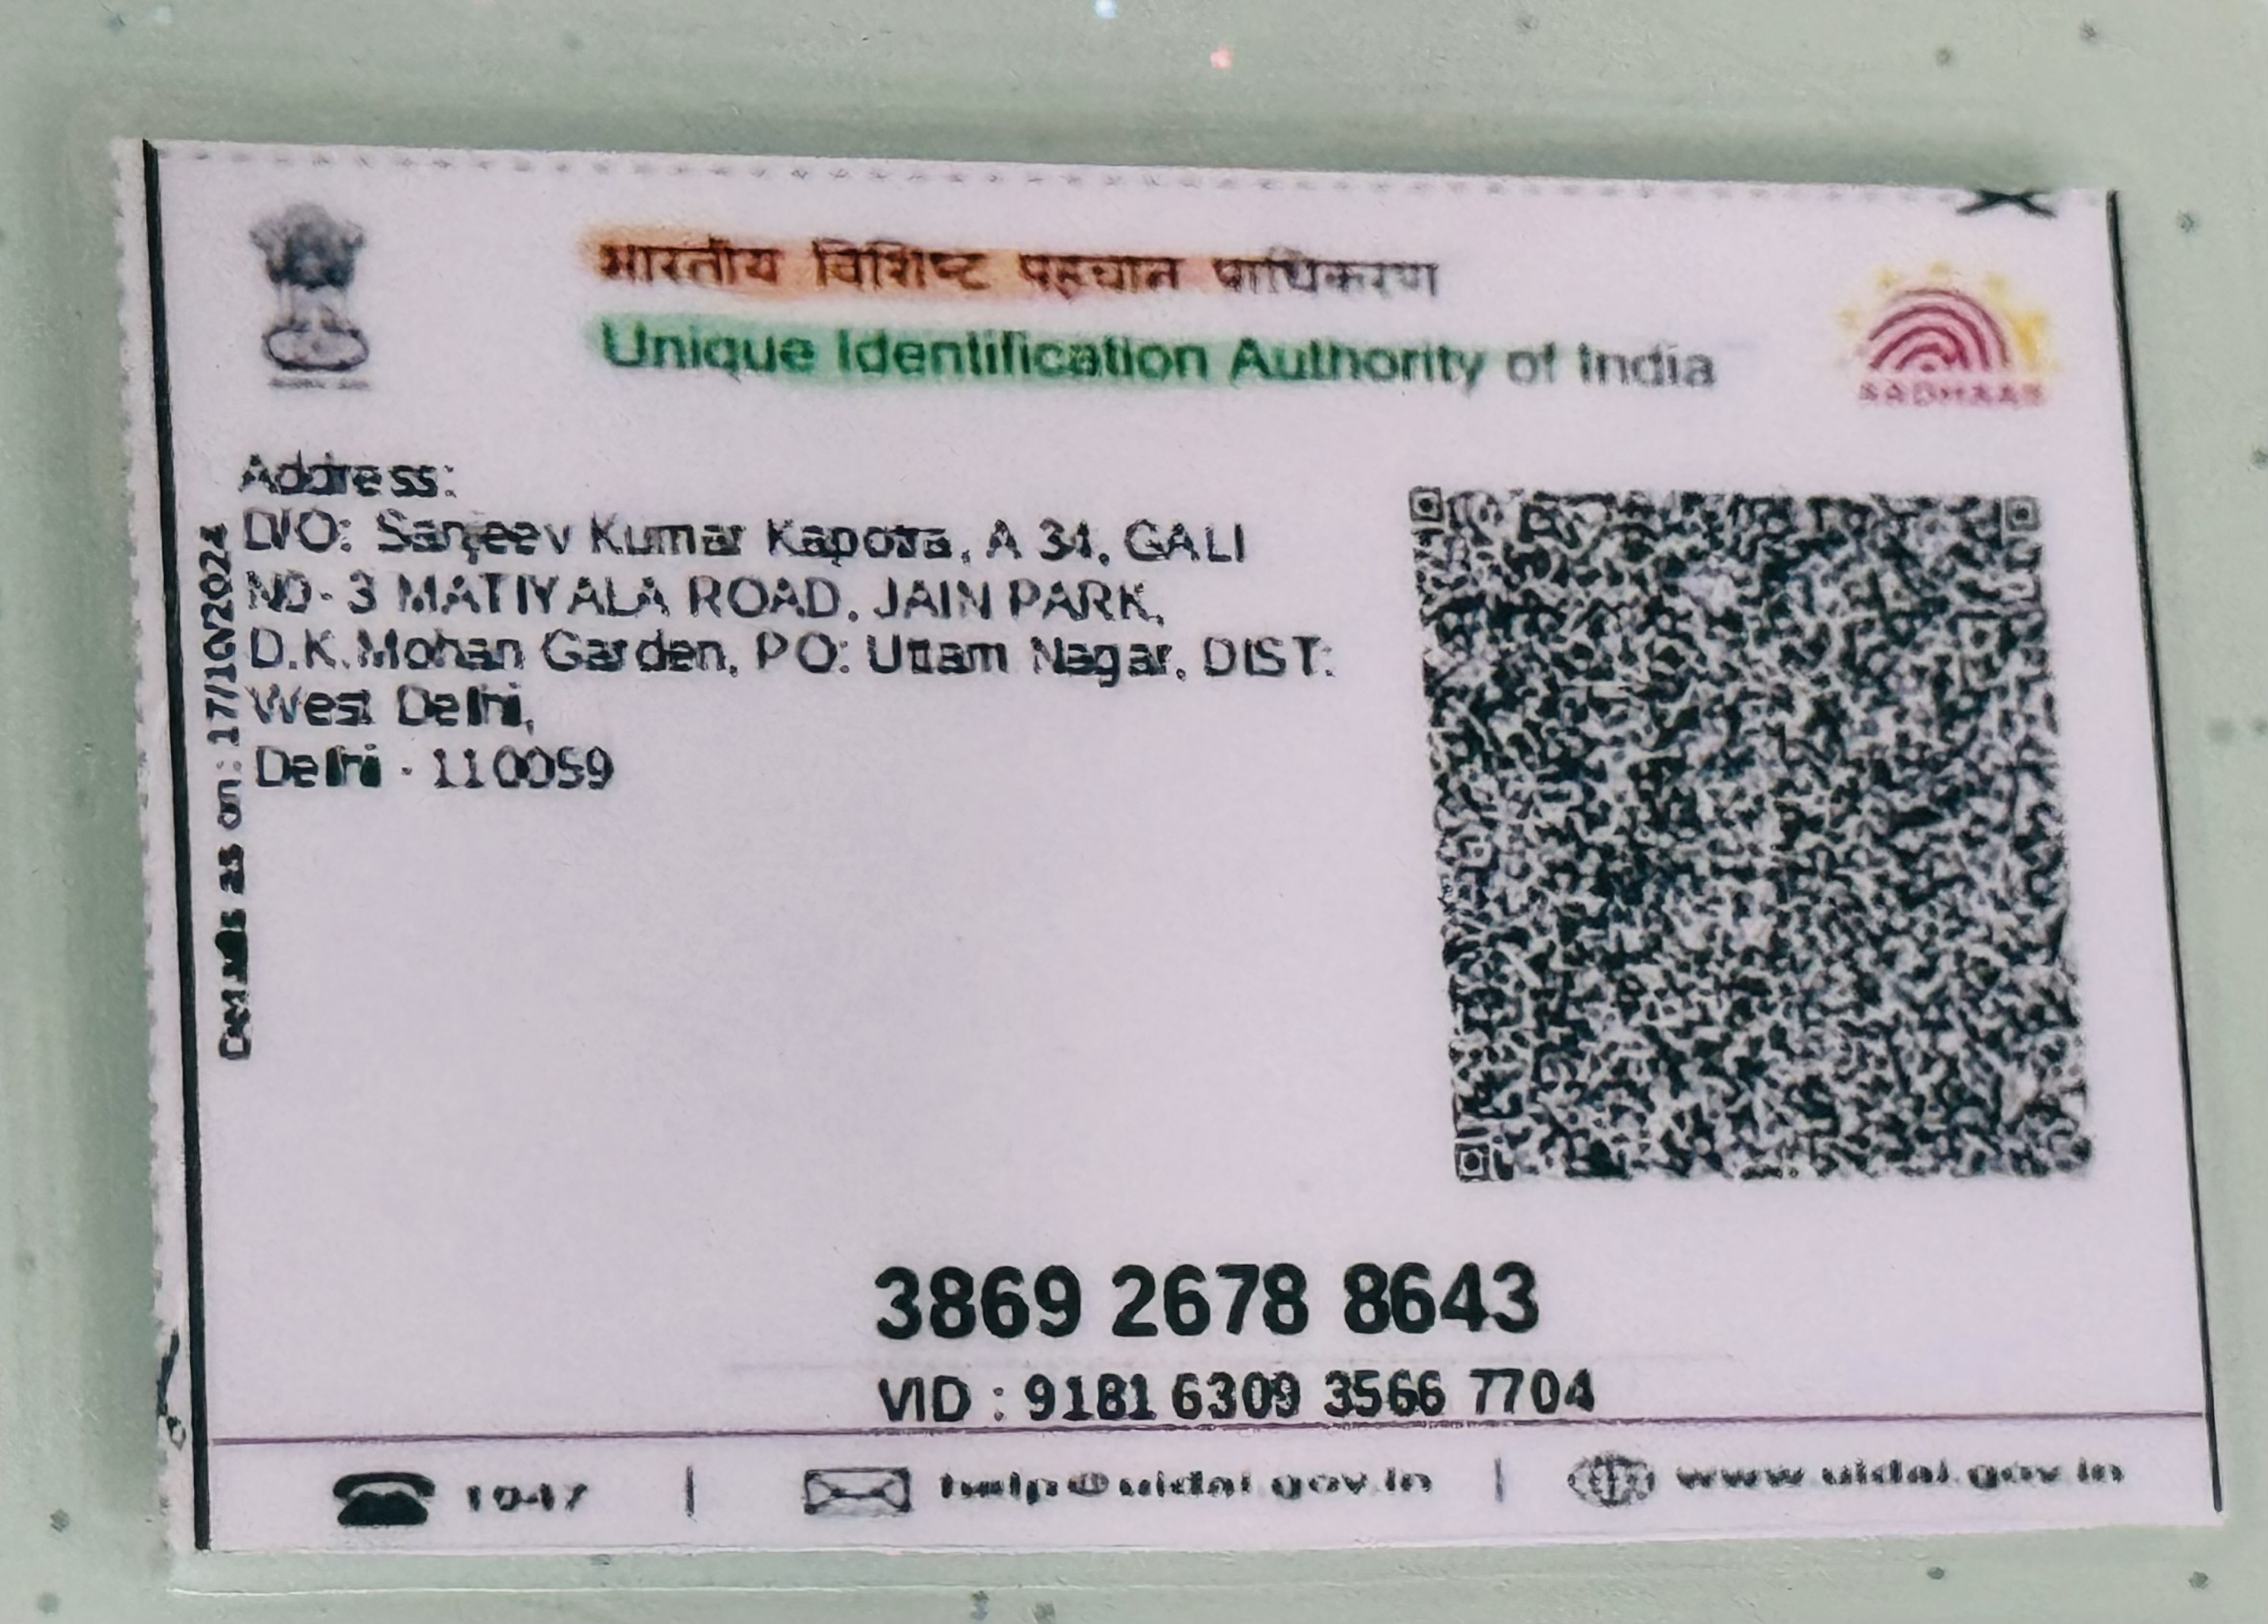 भारतीय विशिष्ट पहचान प्राधिकरण
Unique Identification Authority of India
AADHAAR
Address:
D/O: Sanjeev Kumar Kapotra, A 34, GALI
NO- 3 MATIYALA ROAD, JAIN PARK,
D.K.Mohan Garden, PO: Uttam Nagar, DIST:
West Delhi,
Delhi - 110059
Details as on: 17/10/2024
3869 2678 8643
VID : 9181 6309 3566 7704
1947 | help@uidai.gov.in | www.uidai.gov.in